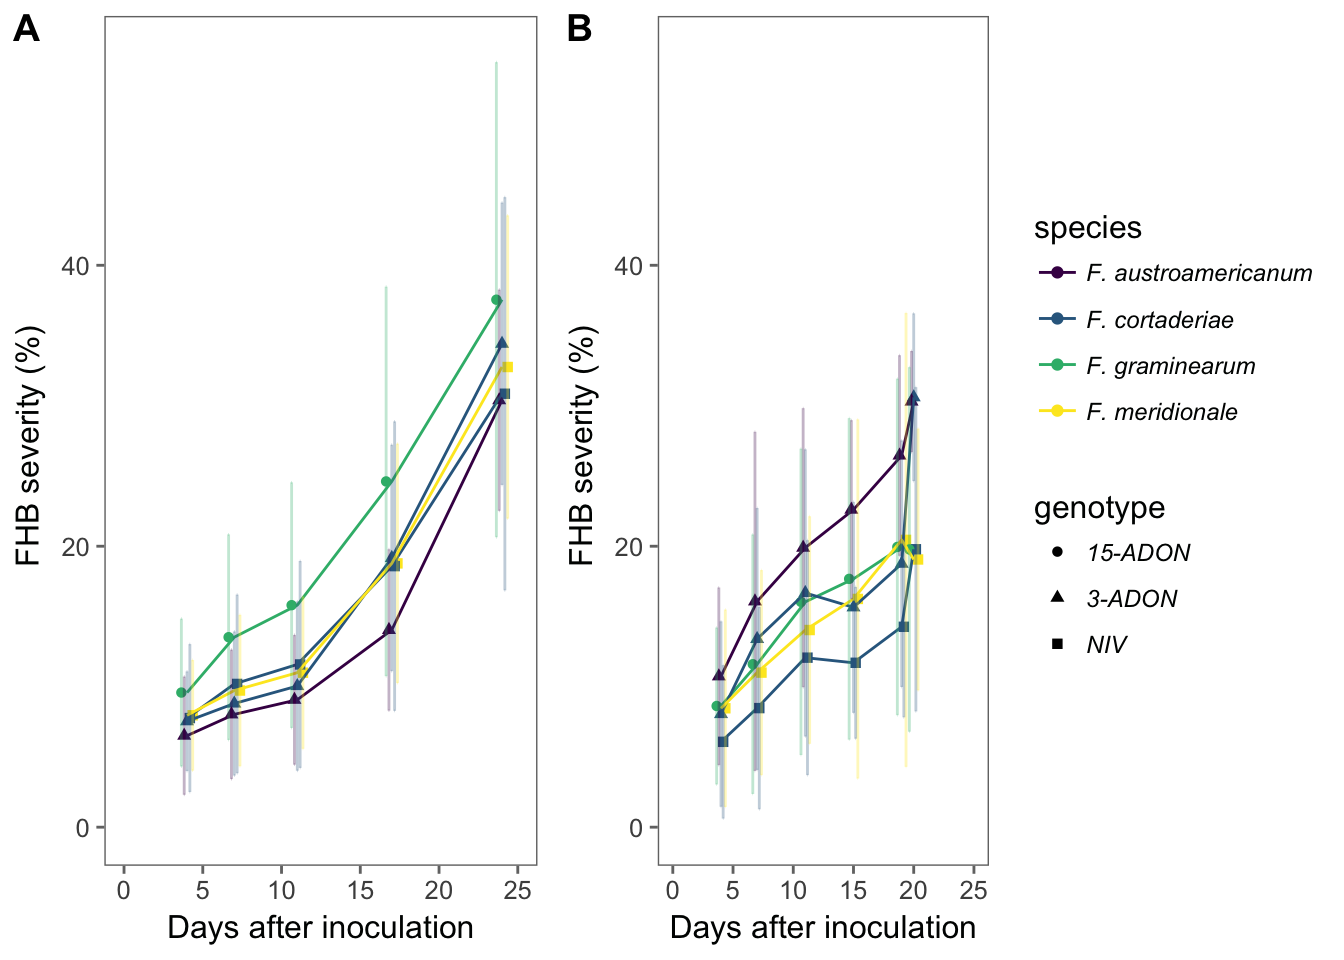 A
B
FHB severity (%)
40
20
0
0 5 10 15 20 25
Days after inoculation
FHB severity (%)
40
20
0
0 5 10 15 20 25
Days after inoculation
species
F. austroamericanum
F. cortaderiae
F. graminearum
F. meridionale
genotype
15-ADON
3-ADON
NIV